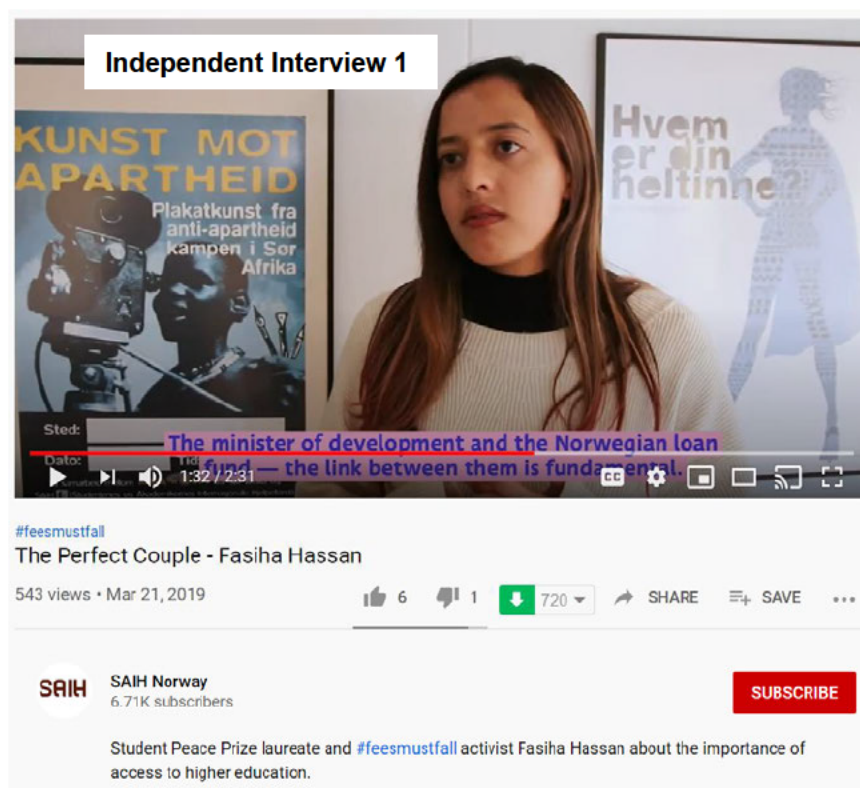 Independent Interview 1
KUNST MOT
APARTHEID
Plakatkunst fra
anti-apartheid
kampen i Sør
Afrika
Hvem
er din
heltinne?
Sted:
Dato:
Tid
The minister of development and the Norwegian loan
fund — the link between them is fundamental.
1:32 / 2:31
CC
#feesmustfall
The Perfect Couple - Fasiha Hassan
543 views • Mar 21, 2019
6
1
720
SHARE
SAVE
SAIH
SAIH Norway
6.71K subscribers
SUBSCRIBE
Student Peace Prize laureate and #feesmustfall activist Fasiha Hassan about the importance of
access to higher education.